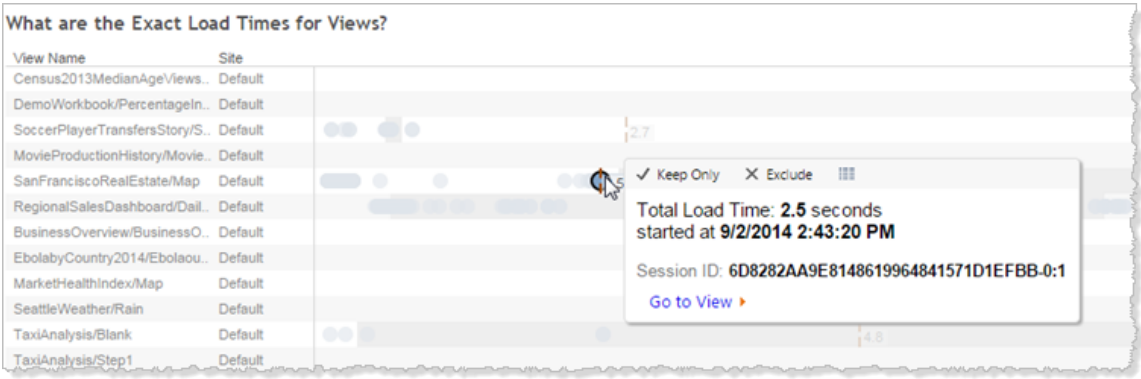 What are the Exact Load Times for Views?
View Name Site
Census2013MedianAgeViews.. Default
DemoWorkbook/PercentageIn.. Default
SoccerPlayerTransfersStory/S.. Default 2.7
MovieProductionHistory/Movie.. Default
SanFranciscoRealEstate/Map Default
Keep Only Exclude
RegionalSalesDashboard/Dail.. Default
Total Load Time: 2.5 seconds
started at 9/2/2014 2:43:20 PM
BusinessOverview/BusinessO.. Default
EbolabyCountry2014/Ebolaou.. Default
Session ID: 6D8282AA9E8148619964841571D1EFBB-0:1
MarketHealthIndex/Map Default
Go to View
SeattleWeather/Rain Default
TaxiAnalysis/Blank Default 4.8
TaxiAnalysis/Step1 Default